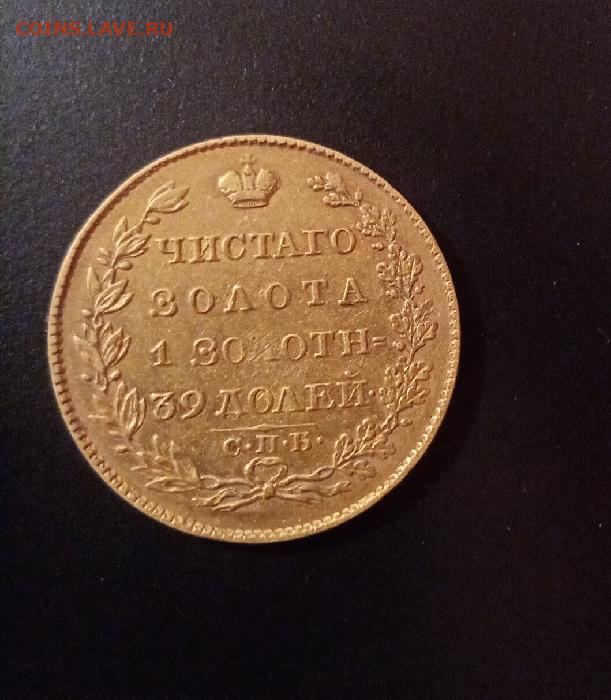 COINS.LAVE.RU
ЧИСТАГО
ЗОЛОТА
1 ЗОЛОТН=
39 ДОЛЕЙ.
С·П·Б·